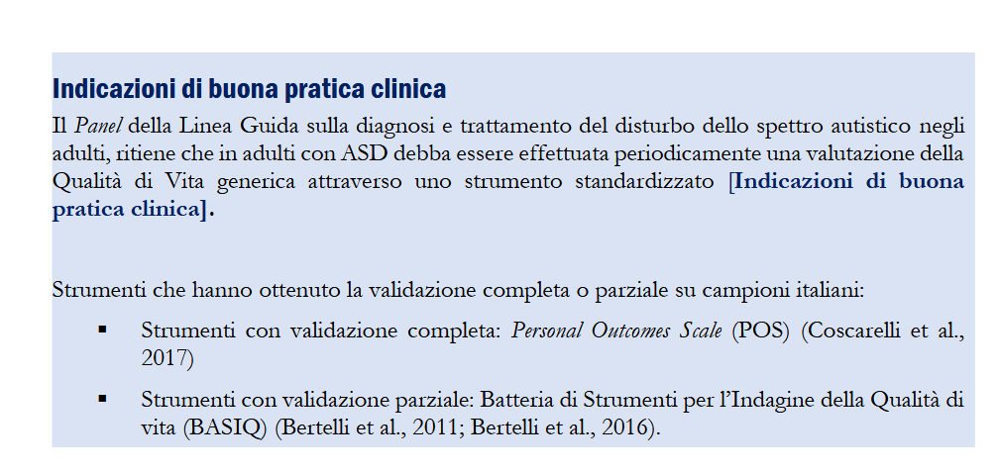 Indicazioni di buona pratica clinica
Il Panel della Linea Guida sulla diagnosi e trattamento del disturbo dello spettro autistico negli
adulti, ritiene che in adulti con ASD debba essere effettuata periodicamente una valutazione della
Qualità di Vita generica attraverso uno strumento standardizzato [Indicazioni di buona
pratica clinica].
Strumenti che hanno ottenuto la validazione completa o parziale su campioni italiani:
▪ Strumenti con validazione completa: Personal Outcomes Scale (POS) (Coscarelli et al.,
2017)
▪ Strumenti con validazione parziale: Batteria di Strumenti per l’Indagine della Qualità di
vita (BASIQ) (Bertelli et al., 2011; Bertelli et al., 2016).